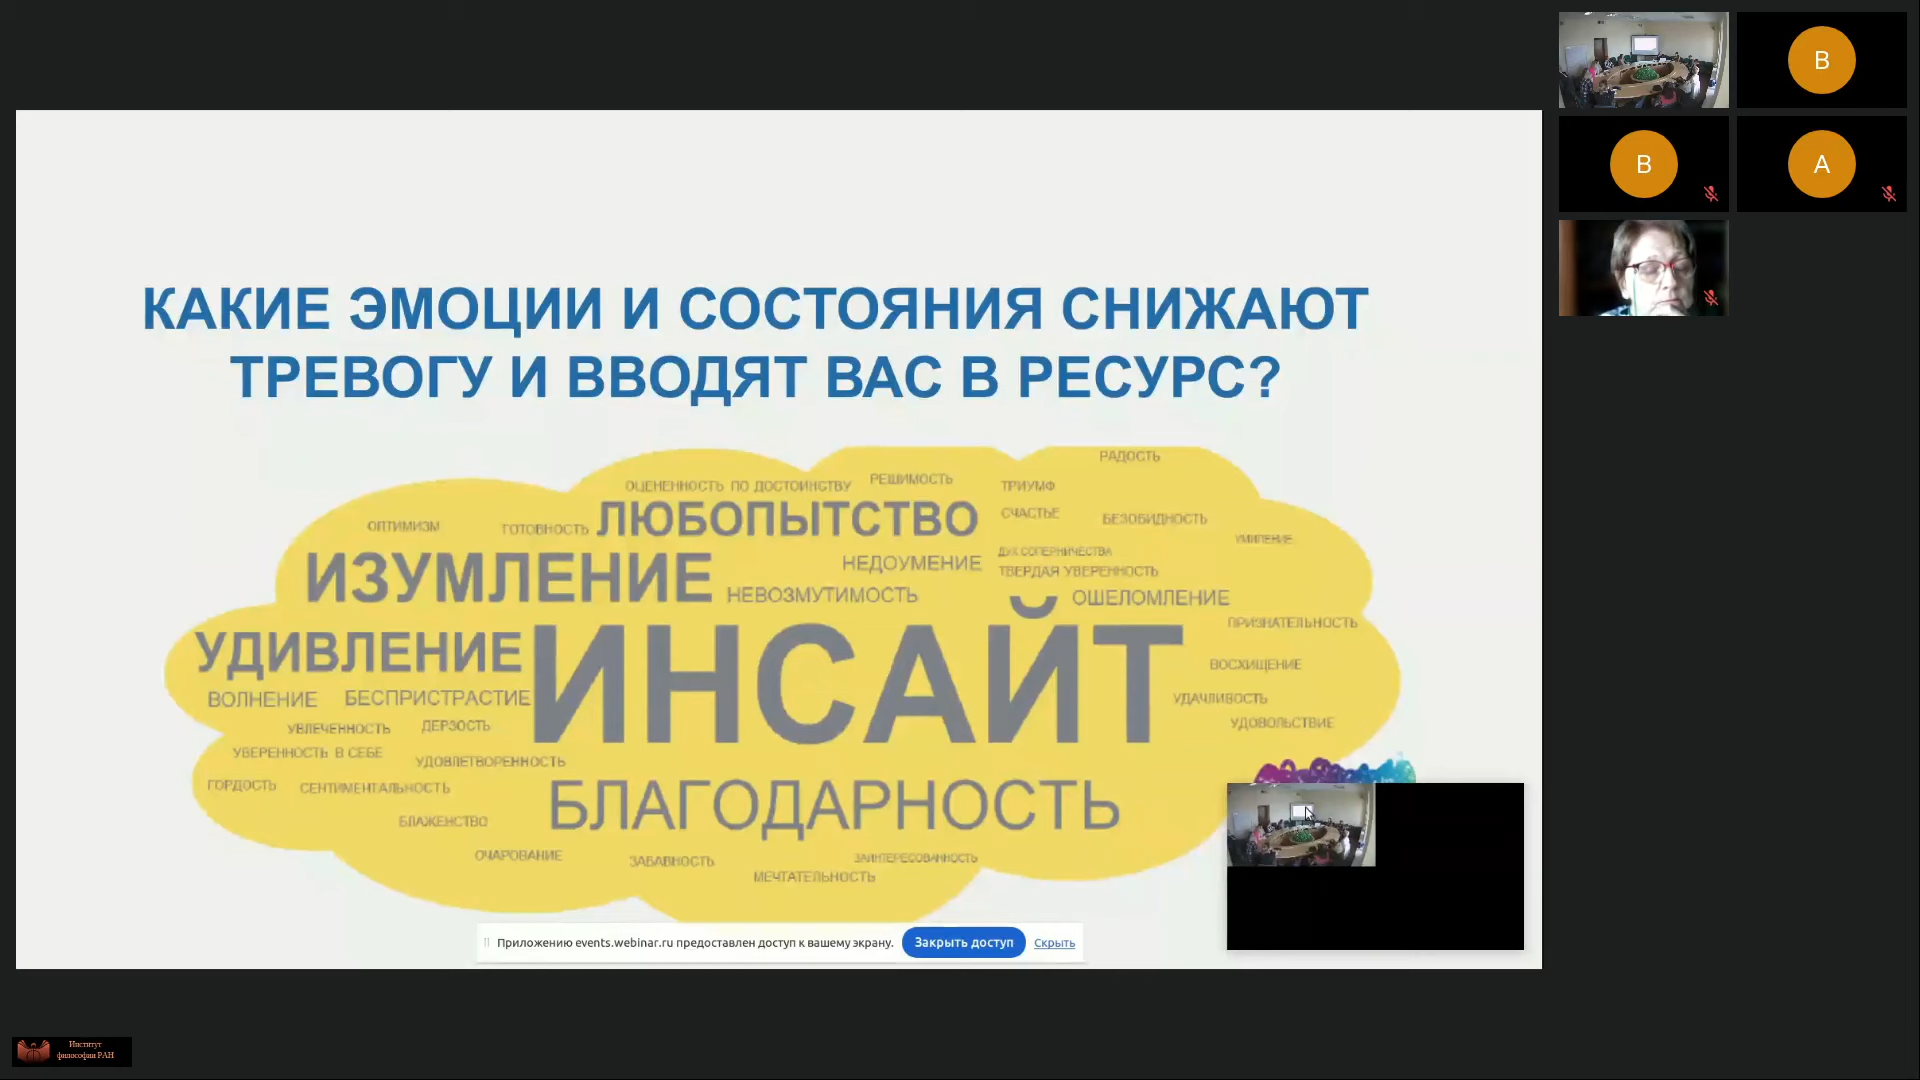 КАКИЕ ЭМОЦИИ И СОСТОЯНИЯ СНИЖАЮТ
ТРЕВОГУ И ВВОДЯТ ВАС В РЕСУРС?
РАДОСТЬ
ОЦЕНЕННОСТЬ ПО ДОСТОИНСТВУ
РЕШИМОСТЬ
ТРИУМФ
ОПТИМИЗМ
ГОТОВНОСТЬ
ЛЮБОПЫТСТВО
СЧАСТЬЕ
БЕЗОБИДНОСТЬ
УМИЛЕНИЕ
ИЗУМЛЕНИЕ
НЕДОУМЕНИЕ
ДУХ СОПЕРНИЧЕСТВА
ТВЕРДАЯ УВЕРЕННОСТЬ
НЕВОЗМУТИМОСТЬ
ОШЕЛОМЛЕНИЕ
ПРИЗНАТЕЛЬНОСТЬ
УДИВЛЕНИЕ
ИНСАЙТ
ВОСХИЩЕНИЕ
ВОЛНЕНИЕ
БЕСПРИСТРАСТИЕ
УДАЧЛИВОСТЬ
УВЛЕЧЕННОСТЬ
ДЕРЗОСТЬ
УДОВОЛЬСТВИЕ
УВЕРЕННОСТЬ В СЕБЕ
УДОВЛЕТВОРЕННОСТЬ
ГОРДОСТЬ
СЕНТИМЕНТАЛЬНОСТЬ
БЛАГОДАРНОСТЬ
БЛАЖЕНСТВО
ОЧАРОВАНИЕ
ЗАБАВНОСТЬ
ЗАИНТЕРЕСОВАННОСТЬ
МЕЧТАТЕЛЬНОСТЬ
Приложению events.webinar.ru предоставлен доступ к вашему экрану.
Закрыть доступ
Скрыть
B
B
A
Институт
философии РАН